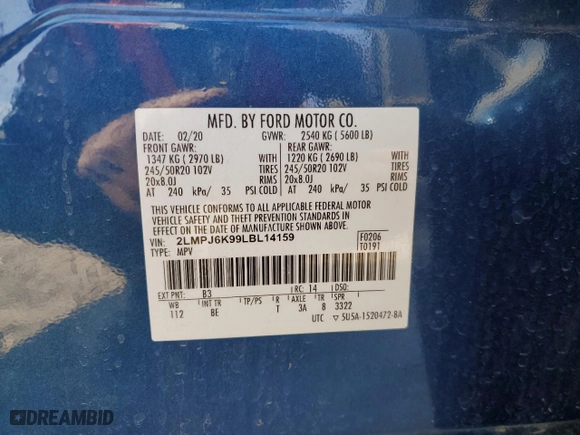 MFD. BY FORD MOTOR CO.
DATE: 02/20 GVWR: 2540 KG ( 5600 LB)
FRONT GAWR: REAR GAWR:
1347 KG ( 2970 LB) WITH 1220 KG ( 2690 LB) WITH
245/50R20 102V TIRES 245/50R20 102V TIRES
20x8.0J RIMS 20x8.0J RIMS
AT 240 kPa/ 35 PSI COLD AT 240 kPa/ 35 PSI COLD
THIS VEHICLE CONFORMS TO ALL APPLICABLE FEDERAL MOTOR
VEHICLE SAFETY AND THEFT PREVENTION STANDARDS IN
EFFECT ON THE DATE OF MANUFACTURE SHOWN ABOVE.
VIN: 2LMPJ6K99LBL14159 F0206
TYPE: MPV T0191
EXT PNT: B3 RC: 14 DSO:
WB INT TR TP/PS R AXLE TR SPR
112 BE T 3A 8 3322
UTC ▽ 5U5A-1520472-BA
DREAMBID